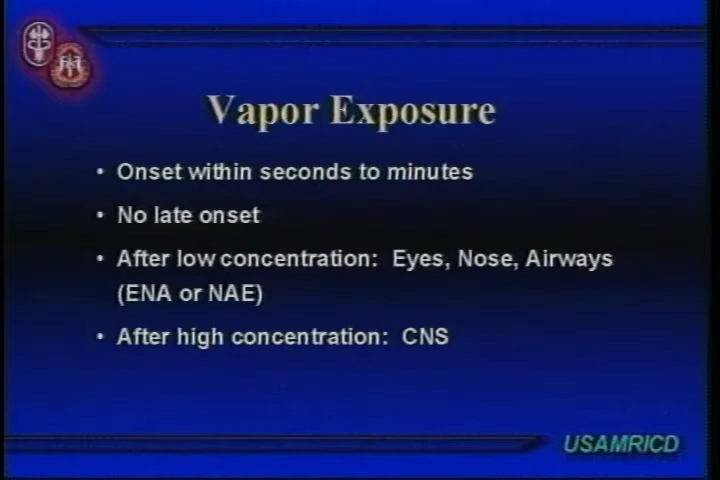 Vapor Exposure
• Onset within seconds to minutes
• No late onset
• After low concentration: Eyes, Nose, Airways
(ENA or NAE)
• After high concentration: CNS
USAMRICD